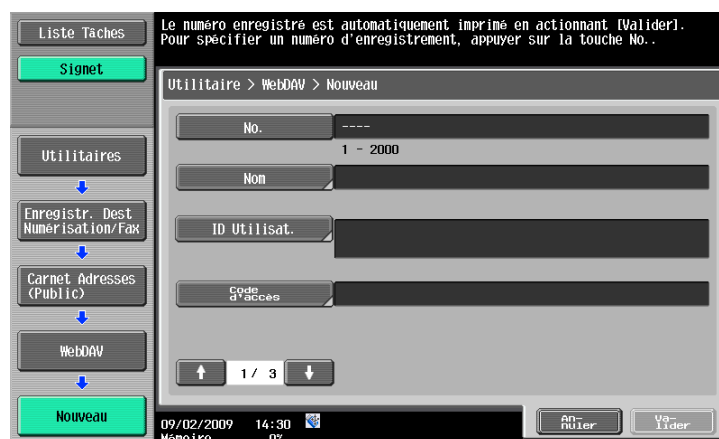 Liste Tâches
Signet
Le numéro enregistré est automatiquement imprimé en actionnant [Valider].
Pour spécifier un numéro d'enregistrement, appuyer sur la touche No..
Utilitaire > WebDAV > Nouveau
No.
----
1 - 2000
Nom
ID Utilisat.
Code
d'accès
1/ 3
Utilitaires
Enregistr. Dest
Numérisation/Fax
Carnet Adresses
(Public)
WebDAV
Nouveau
09/02/2009 14:30
Mémoire 0%
An-
nuler
Va-
lider